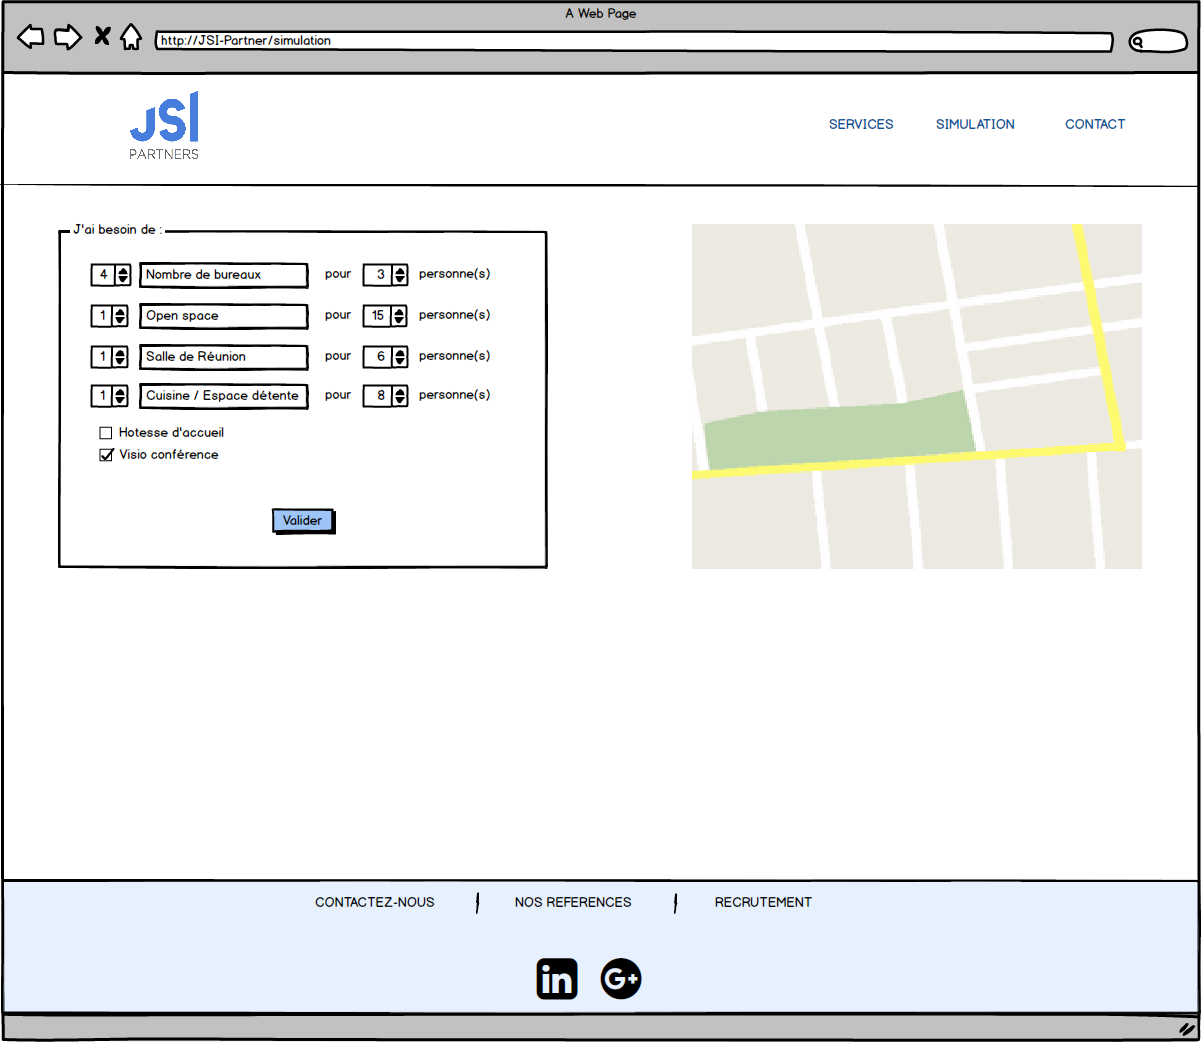 A Web Page
http://JSI-Partner/simulation
JSI
PARTNERS
SERVICES SIMULATION CONTACT
J'ai besoin de :
4 Nombre de bureaux pour 3 personne(s)
1 Open space pour 15 personne(s)
1 Salle de Réunion pour 6 personne(s)
1 Cuisine / Espace détente pour 8 personne(s)
Hotesse d'accueil
Visio conférence
Valider
CONTACTEZ-NOUS NOS REFERENCES RECRUTEMENT
in G+